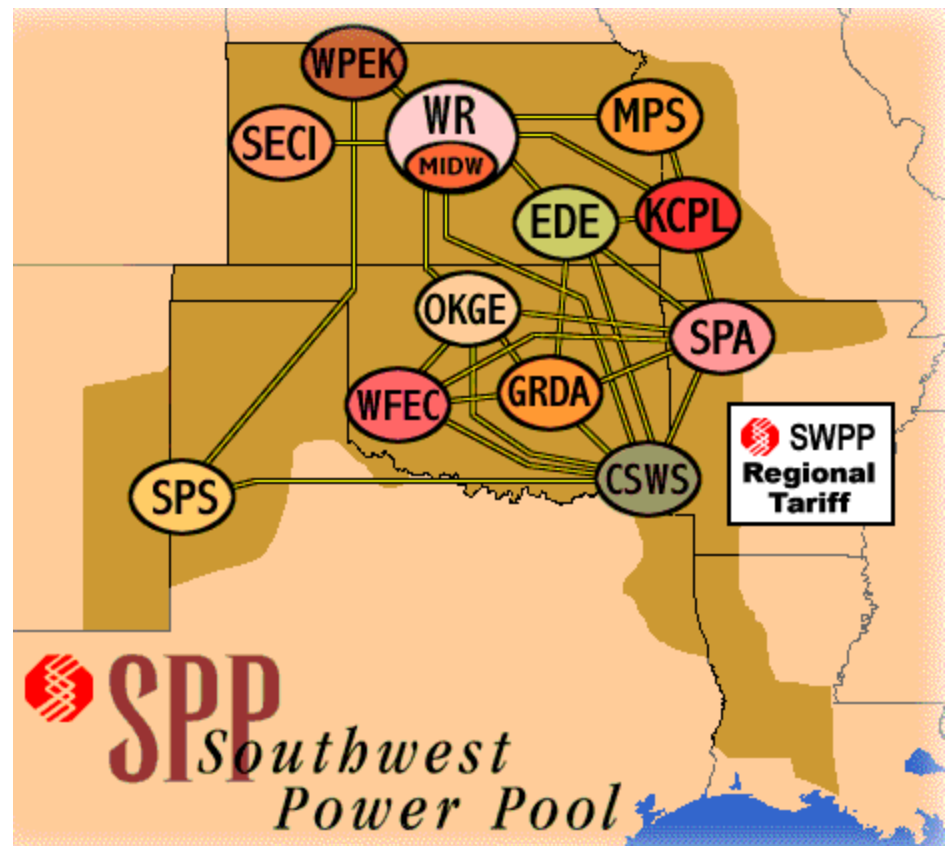 WPEK
WR
MPS
SECI
MIDW
EDE
KCPL
OKGE
SPA
WFEC
GRDA
CSWS
SPS
SWPP
Regional
Tariff
SPP
Southwest
Power Pool